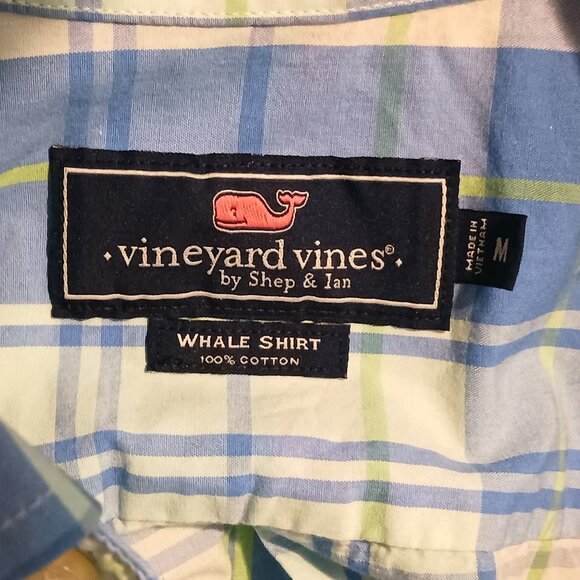 ·vineyard vines®·
by Shep & Ian
MADE IN
VIETNAM
M
WHALE SHIRT
100% COTTON